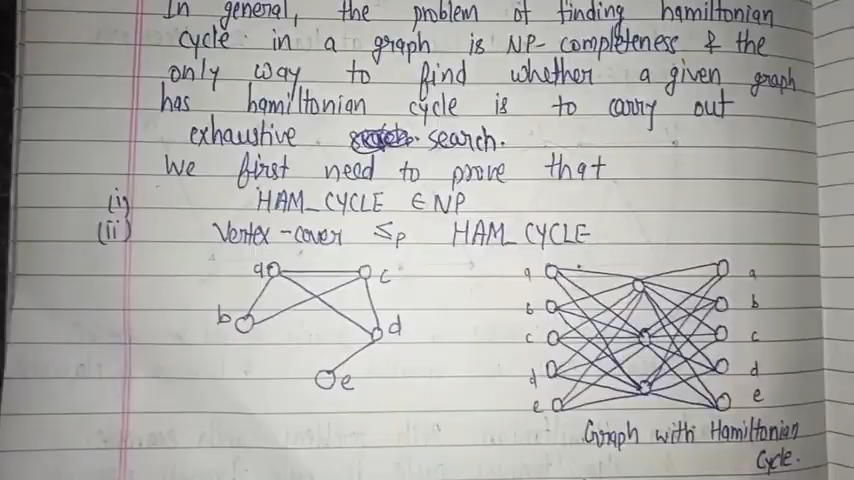 In general, the problem of finding hamiltonian
cycle in a graph is NP-completeness & the
only way to find whether a given graph
has hamiltonian cycle is to carry out
exhaustive search.
We first need to prove that
(i) HAM_CYCLE ∈ NP
(ii) Vertex-cover ≤p HAM_CYCLE
a c
b d
e
a a
b b
c c
d d
e e
Graph with Hamiltonian
Cycle.